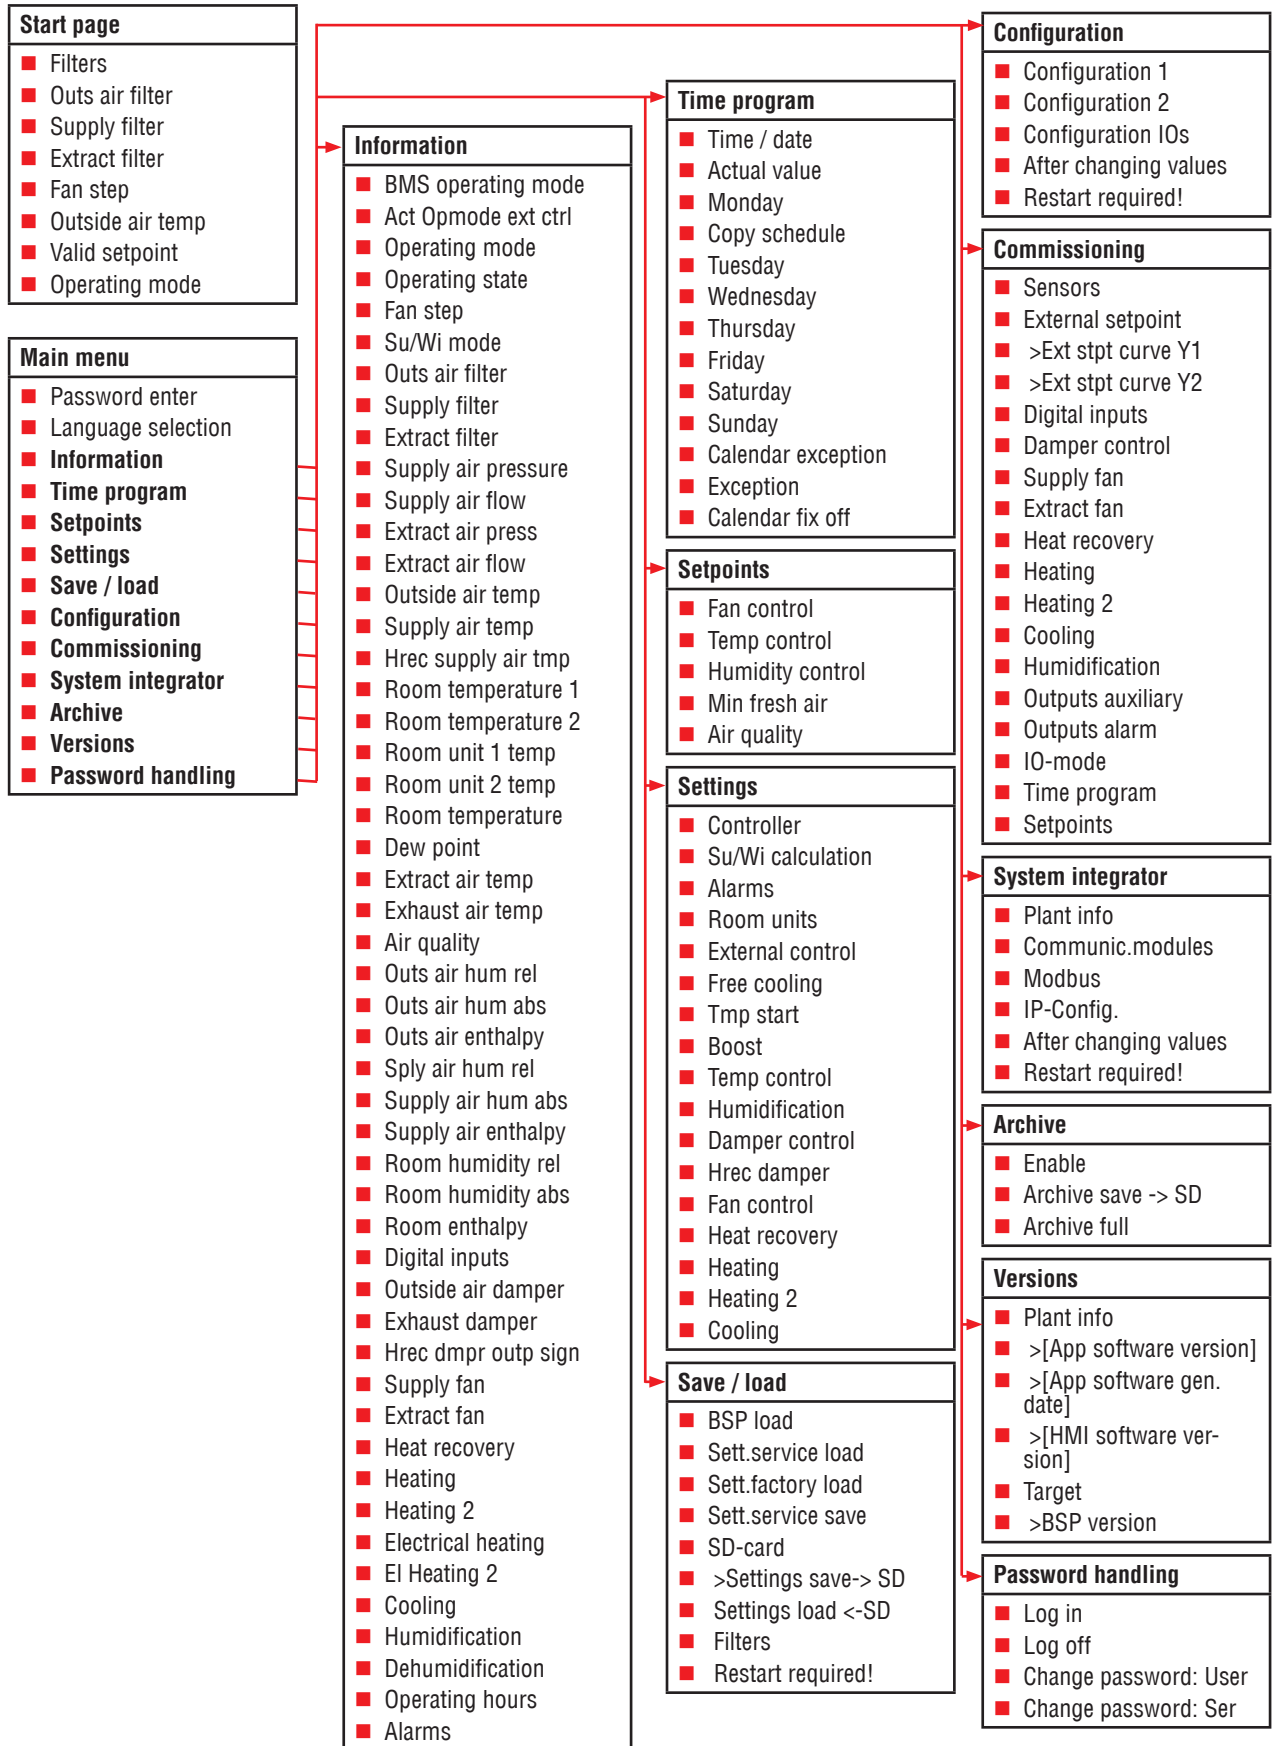 Start page
Filters
Outs air filter
Supply filter
Extract filter
Fan step
Outside air temp
Valid setpoint
Operating mode
Main menu
Password enter
Language selection
Information
Time program
Setpoints
Settings
Save / load
Configuration
Commissioning
System integrator
Archive
Versions
Password handling
Information
BMS operating mode
Act Opmode ext ctrl
Operating mode
Operating state
Fan step
Su/Wi mode
Outs air filter
Supply filter
Extract filter
Supply air pressure
Supply air flow
Extract air press
Extract air flow
Outside air temp
Supply air temp
Hrec supply air tmp
Room temperature 1
Room temperature 2
Room unit 1 temp
Room unit 2 temp
Room temperature
Dew point
Extract air temp
Exhaust air temp
Air quality
Outs air hum rel
Outs air hum abs
Outs air enthalpy
Sply air hum rel
Supply air hum abs
Supply air enthalpy
Room humidity rel
Room humidity abs
Room enthalpy
Digital inputs
Outside air damper
Exhaust damper
Hrec dmpr outp sign
Supply fan
Extract fan
Heat recovery
Heating
Heating 2
Electrical heating
El Heating 2
Cooling
Humidification
Dehumidification
Operating hours
Alarms
Time program
Time / date
Actual value
Monday
Copy schedule
Tuesday
Wednesday
Thursday
Friday
Saturday
Sunday
Calendar exception
Exception
Calendar fix off
Setpoints
Fan control
Temp control
Humidity control
Min fresh air
Air quality
Settings
Controller
Su/Wi calculation
Alarms
Room units
External control
Free cooling
Tmp start
Boost
Temp control
Humidification
Damper control
Hrec damper
Fan control
Heat recovery
Heating
Heating 2
Cooling
Save / load
BSP load
Sett.service load
Sett.factory load
Sett.service save
SD-card
>Settings save-> SD
Settings load <-SD
Filters
Restart required!
Configuration
Configuration 1
Configuration 2
Configuration IOs
After changing values
Restart required!
Commissioning
Sensors
External setpoint
>Ext stpt curve Y1
>Ext stpt curve Y2
Digital inputs
Damper control
Supply fan
Extract fan
Heat recovery
Heating
Heating 2
Cooling
Humidification
Outputs auxiliary
Outputs alarm
IO-mode
Time program
Setpoints
System integrator
Plant info
Communic.modules
Modbus
IP-Config.
After changing values
Restart required!
Archive
Enable
Archive save -> SD
Archive full
Versions
Plant info
>[App software version]
>[App software gen.
date]
>[HMI software ver-
sion]
Target
>BSP version
Password handling
Log in
Log off
Change password: User
Change password: Ser